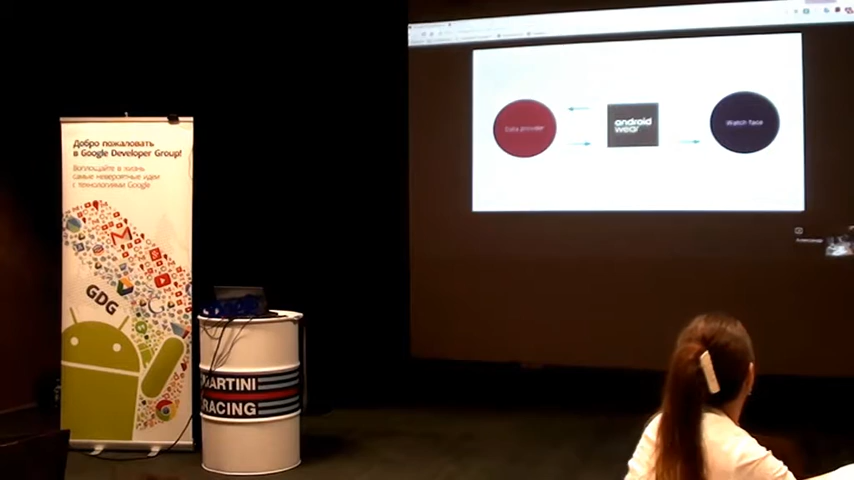 Добро пожаловать
в Google Developer Group!
Воплощайте в жизнь
самые невероятные идеи
с технологиями Google
GDG
MARTINI
RACING
Data provider
android
wear
Watch face